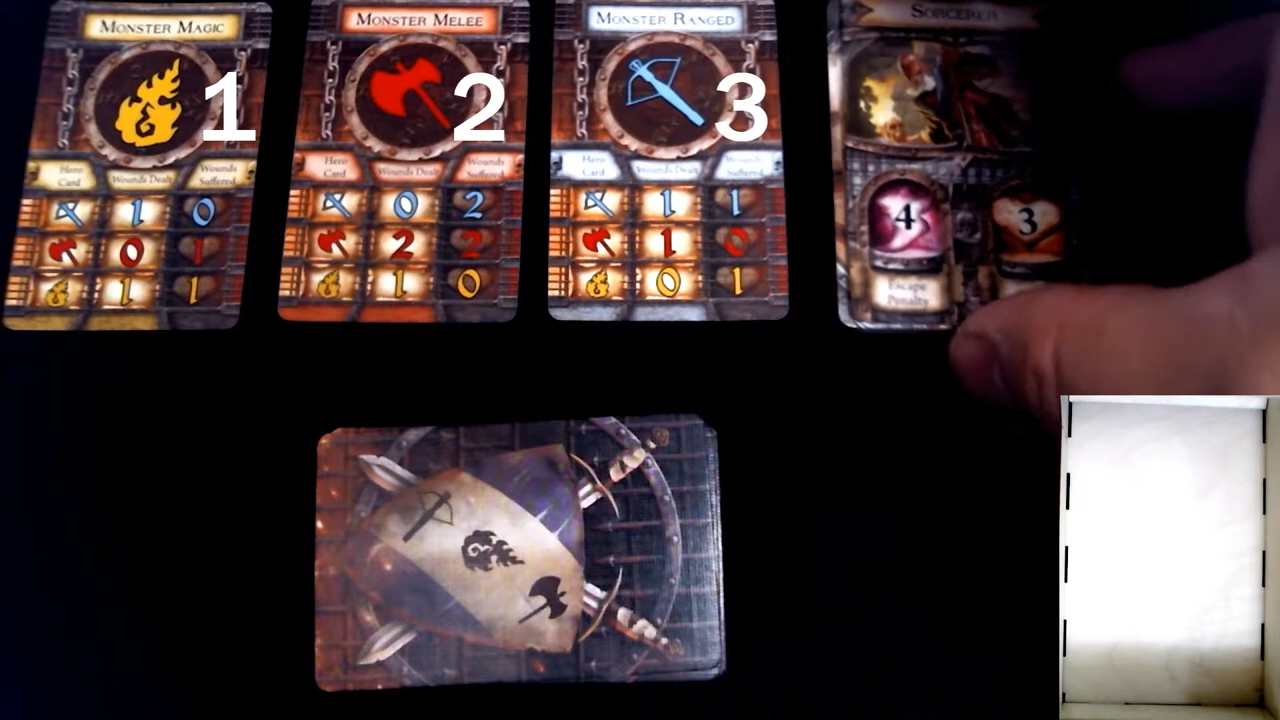 MONSTER MAGIC
1
Hero Card
Wounds Dealt
Wounds Suffered
1 0
0 1
1 1
MONSTER MELEE
2
Hero Card
Wounds Dealt
Wounds Suffered
0 2
2 2
1 0
MONSTER RANGED
3
Hero Card
Wounds Dealt
Wounds Suffered
1 1
1 0
0 1
SORCERER
4
3
Escape Penalty